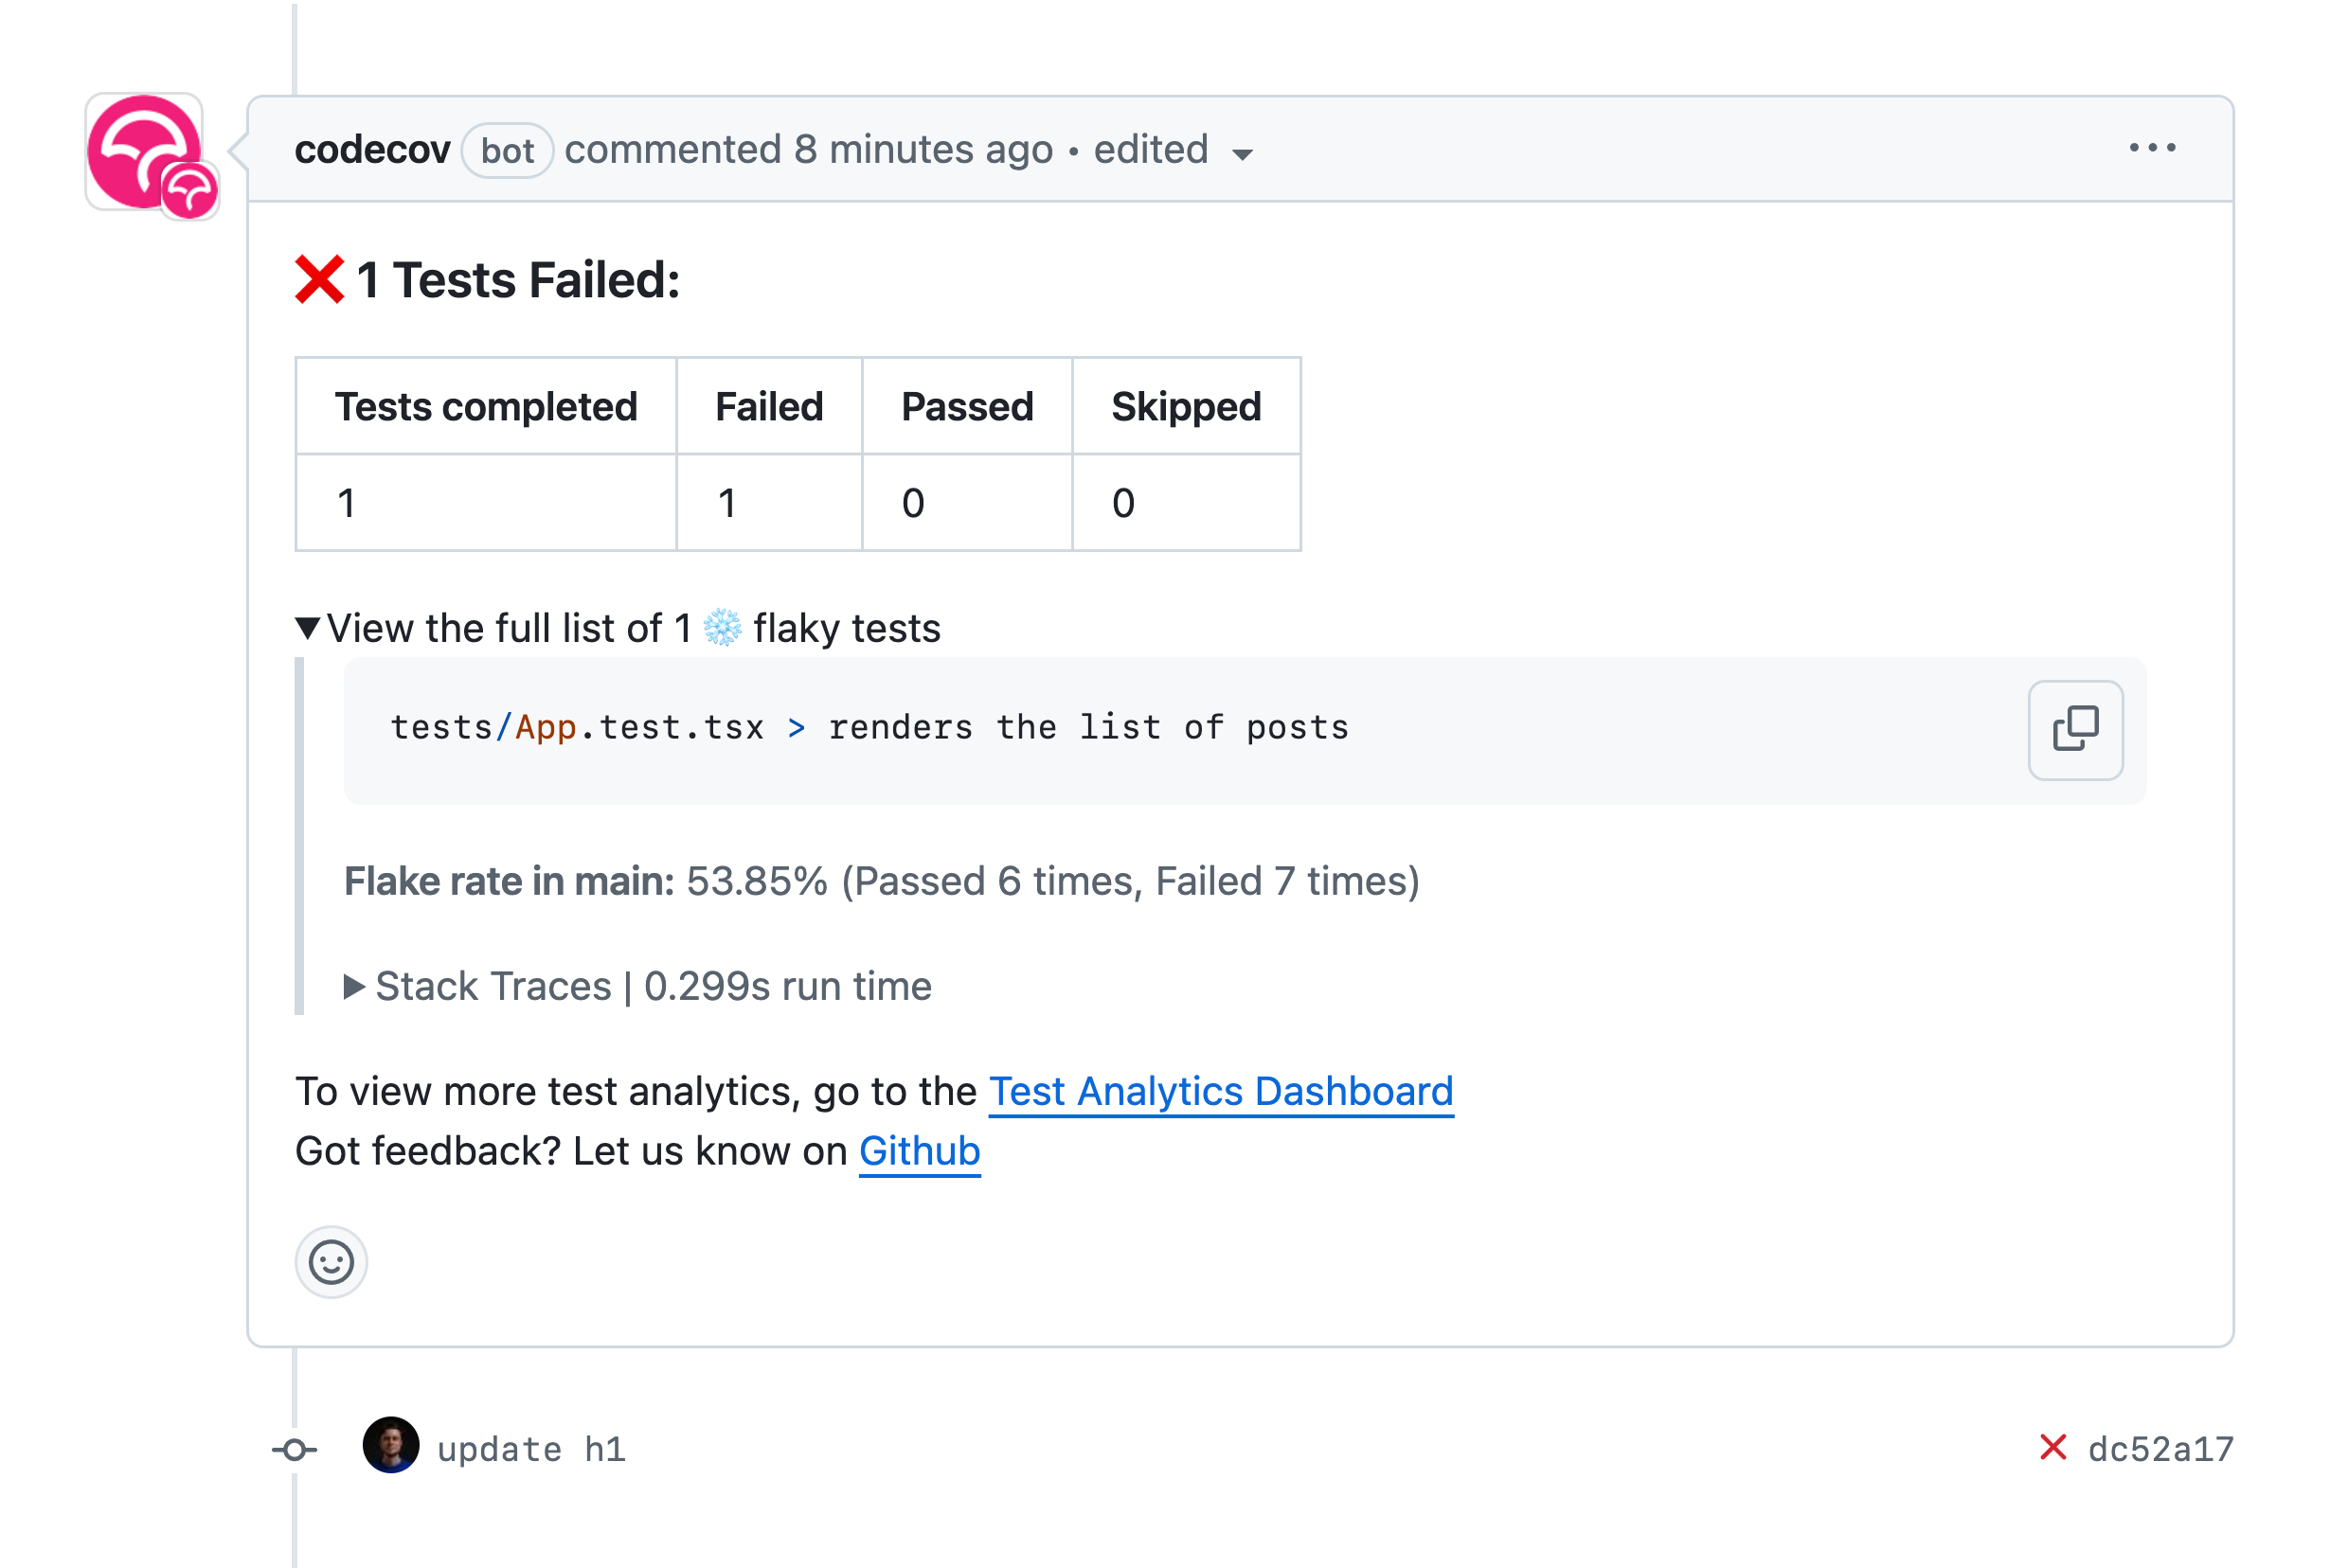 codecov bot commented 8 minutes ago • edited
❌ 1 Tests Failed:
Tests completed Failed Passed Skipped
1 1 0 0
▼View the full list of 1 ❄️ flaky tests
tests/App.test.tsx > renders the list of posts
Flake rate in main: 53.85% (Passed 6 times, Failed 7 times)
▶ Stack Traces | 0.299s run time
To view more test analytics, go to the Test Analytics Dashboard
Got feedback? Let us know on Github
update h1 dc52a17